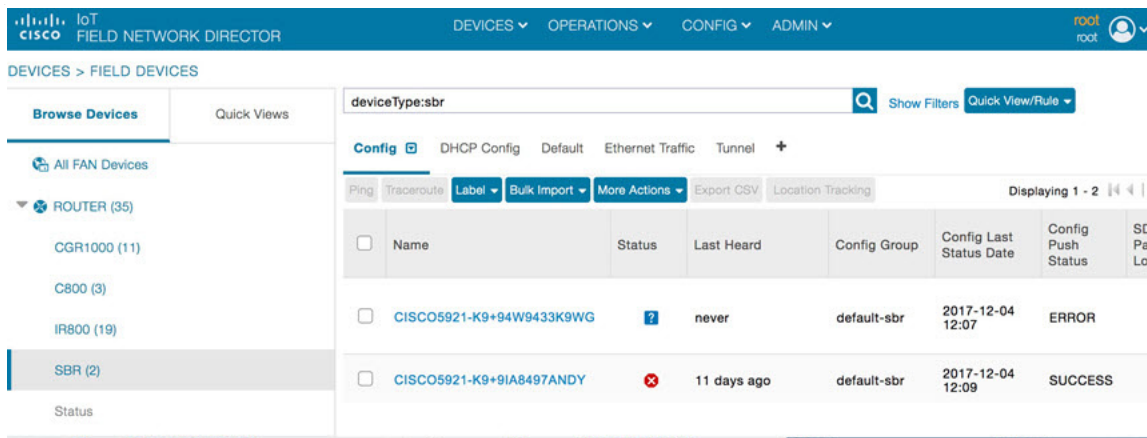 IoT
CISCO FIELD NETWORK DIRECTOR
DEVICES OPERATIONS CONFIG ADMIN
root
root
DEVICES > FIELD DEVICES
Browse Devices Quick Views
All FAN Devices
ROUTER (35)
CGR1000 (11)
C800 (3)
IR800 (19)
SBR (2)
Status
deviceType:sbr Show Filters Quick View/Rule
Config DHCP Config Default Ethernet Traffic Tunnel +
Ping Traceroute Label Bulk Import More Actions Export CSV Location Tracking Displaying 1 - 2
Name Status Last Heard Config Group Config Last Status Date Config Push Status
CISCO5921-K9+94W9433K9WG ? never default-sbr 2017-12-04 12:07 ERROR
CISCO5921-K9+9IA8497ANDY 11 days ago default-sbr 2017-12-04 12:09 SUCCESS